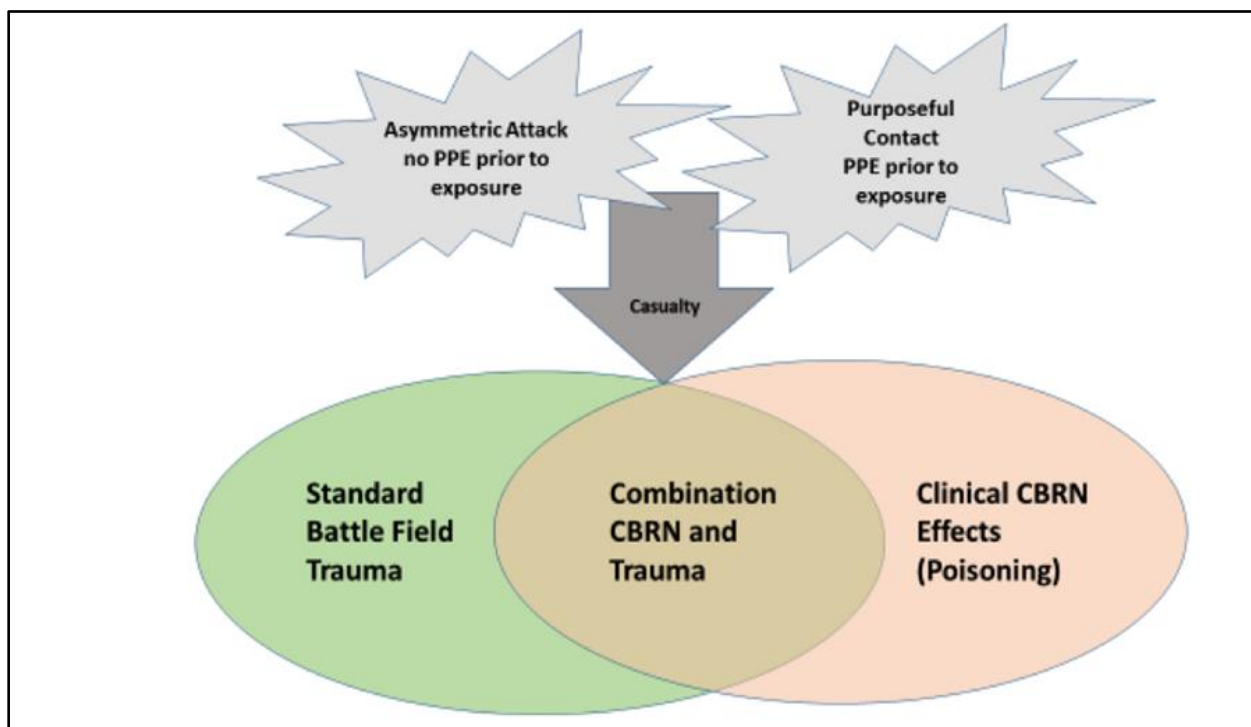 Asymmetric Attack
no PPE prior to
exposure
Purposeful
Contact
PPE prior to
exposure
Casualty
Standard
Battle Field
Trauma
Combination
CBRN and
Trauma
Clinical CBRN
Effects
(Poisoning)